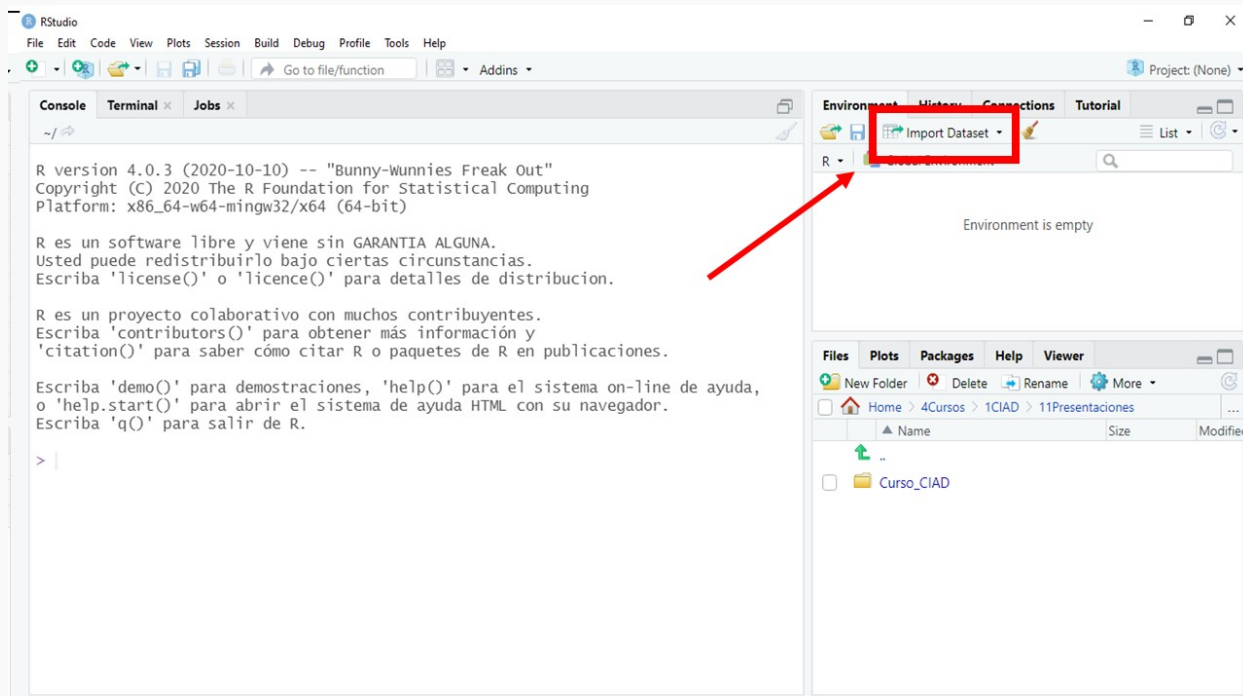 RStudio
File Edit Code View Plots Session Build Debug Profile Tools Help
Go to file/function Addins Project: (None)
Console Terminal Jobs
~/
R version 4.0.3 (2020-10-10) -- "Bunny-Wunnies Freak Out"
Copyright (C) 2020 The R Foundation for Statistical Computing
Platform: x86_64-w64-mingw32/x64 (64-bit)
R es un software libre y viene sin GARANTIA ALGUNA.
Usted puede redistribuirlo bajo ciertas circunstancias.
Escriba 'license()' o 'licence()' para detalles de distribucion.
R es un proyecto colaborativo con muchos contribuyentes.
Escriba 'contributors()' para obtener más información y
'citation()' para saber cómo citar R o paquetes de R en publicaciones.
Escriba 'demo()' para demostraciones, 'help()' para el sistema on-line de ayuda,
o 'help.start()' para abrir el sistema de ayuda HTML con su navegador.
Escriba 'q()' para salir de R.
>
Environment History Connections Tutorial
Import Dataset List
R Global Environment
Environment is empty
Files Plots Packages Help Viewer
New Folder Delete Rename More
Home > 4Cursos > 1CIAD > 11Presentaciones ...
Name Size Modifie
..
Curso_CIAD